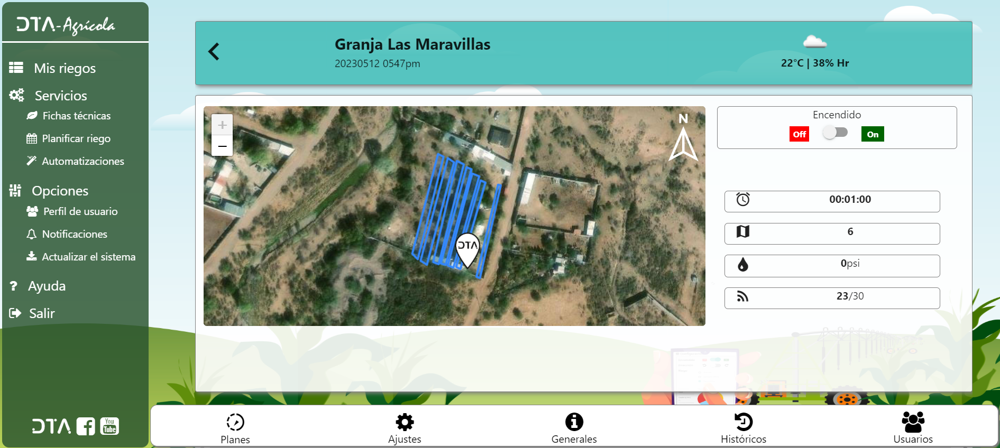 DTA-Agrícola
Mis riegos
Servicios
Fichas técnicas
Planificar riego
Automatizaciones
Opciones
Perfil de usuario
Notificaciones
Actualizar el sistema
Ayuda
Salir
DTA
You
Tube
Granja Las Maravillas
20230512 0547pm
22°C | 38% Hr
N
DTA
Encendido
Off On
00:01:00
6
0psi
23/30
Planes
Ajustes
Generales
Históricos
Usuarios